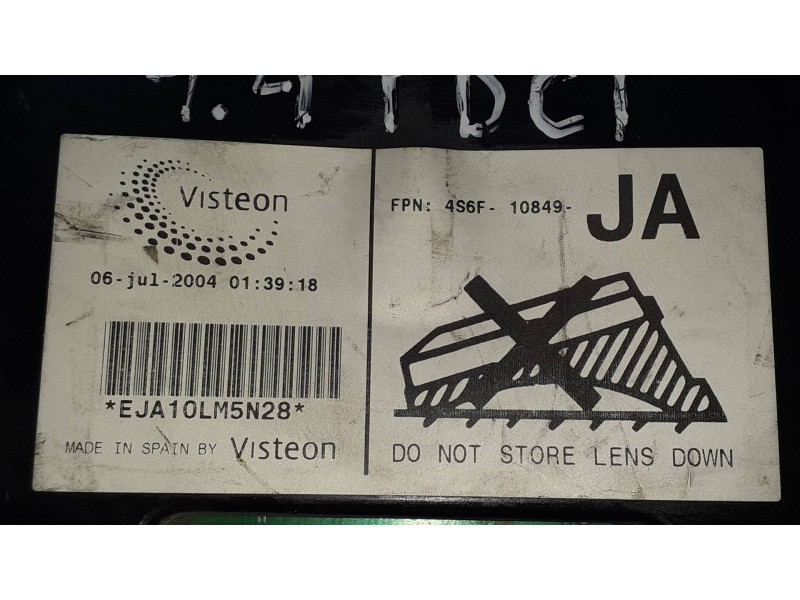 1.4 TDCI
Visteon
06-jul-2004 01:39:18
*EJA10LM5N28*
MADE IN SPAIN BY Visteon
FPN: 4S6F- 10849- JA
DO NOT STORE LENS DOWN